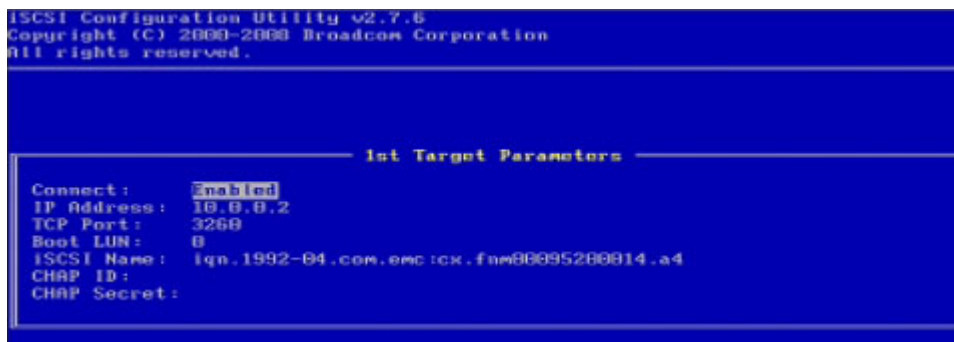 iSCSI Configuration Utility v2.7.6
Copyright (C) 2000-2008 Broadcom Corporation
All rights reserved.
1st Target Parameters
Connect: Enabled
IP Address: 10.0.0.2
TCP Port: 3260
Boot LUN: 0
iSCSI Name: iqn.1992-04.com.emc:cx.fnm00095200014.a4
CHAP ID:
CHAP Secret: